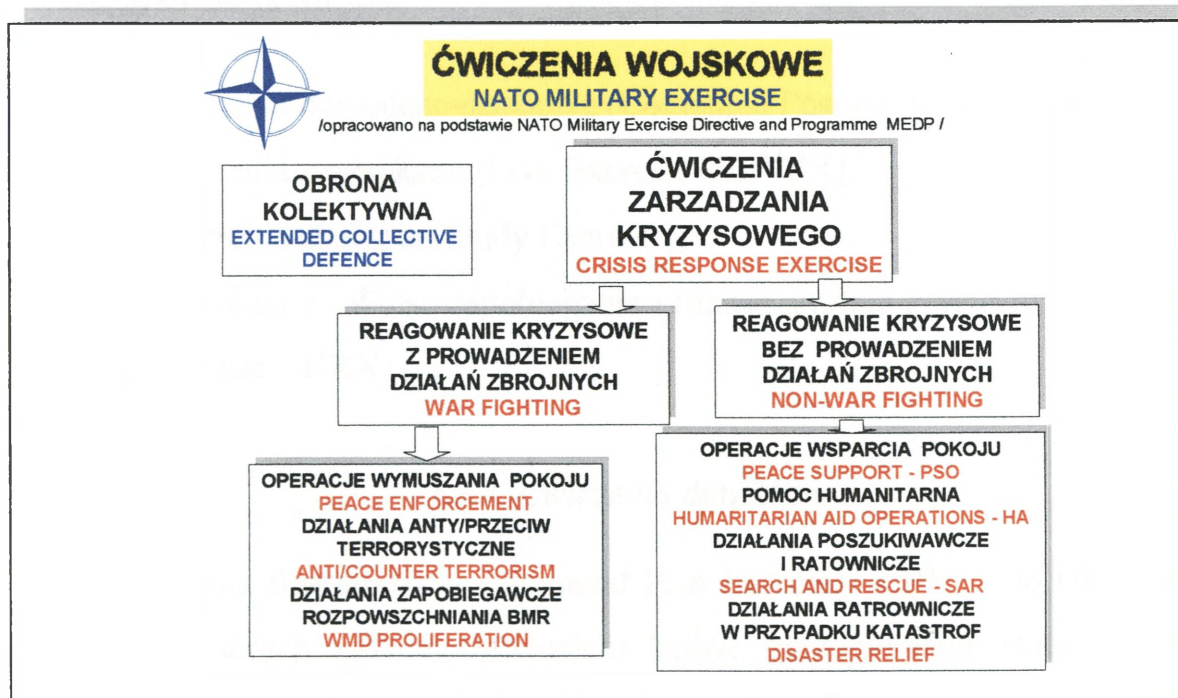 ĆWICZENIA WOJSKOWE
NATO MILITARY EXERCISE
/opracowano na podstawie NATO Military Exercise Directive and Programme MEDP /
OBRONA
KOLEKTYWNA
EXTENDED COLLECTIVE
DEFENCE
ĆWICZENIA
ZARZADZANIA
KRYZYSOWEGO
CRISIS RESPONSE EXERCISE
REAGOWANIE KRYZYSOWE
Z PROWADZENIEM
DZIAŁAŃ ZBROJNYCH
WAR FIGHTING
REAGOWANIE KRYZYSOWE
BEZ PROWADZENIEM
DZIAŁAŃ ZBROJNYCH
NON-WAR FIGHTING
OPERACJE WYMUSZANIA POKOJU
PEACE ENFORCEMENT
DZIAŁANIA ANTY/PRZECIW
TERRORYSTYCZNE
ANTI/COUNTER TERRORISM
DZIAŁANIA ZAPOBIEGAWCZE
ROZPOWSZCHNIANIA BMR
WMD PROLIFERATION
OPERACJE WSPARCIA POKOJU
PEACE SUPPORT - PSO
POMOC HUMANITARNA
HUMARITARIAN AID OPERATIONS - HA
DZIAŁANIA POSZUKIWAWCZE
I RATOWNICZE
SEARCH AND RESCUE - SAR
DZIAŁANIA RATROWNICZE
W PRZYPADKU KATASTROF
DISASTER RELIEF